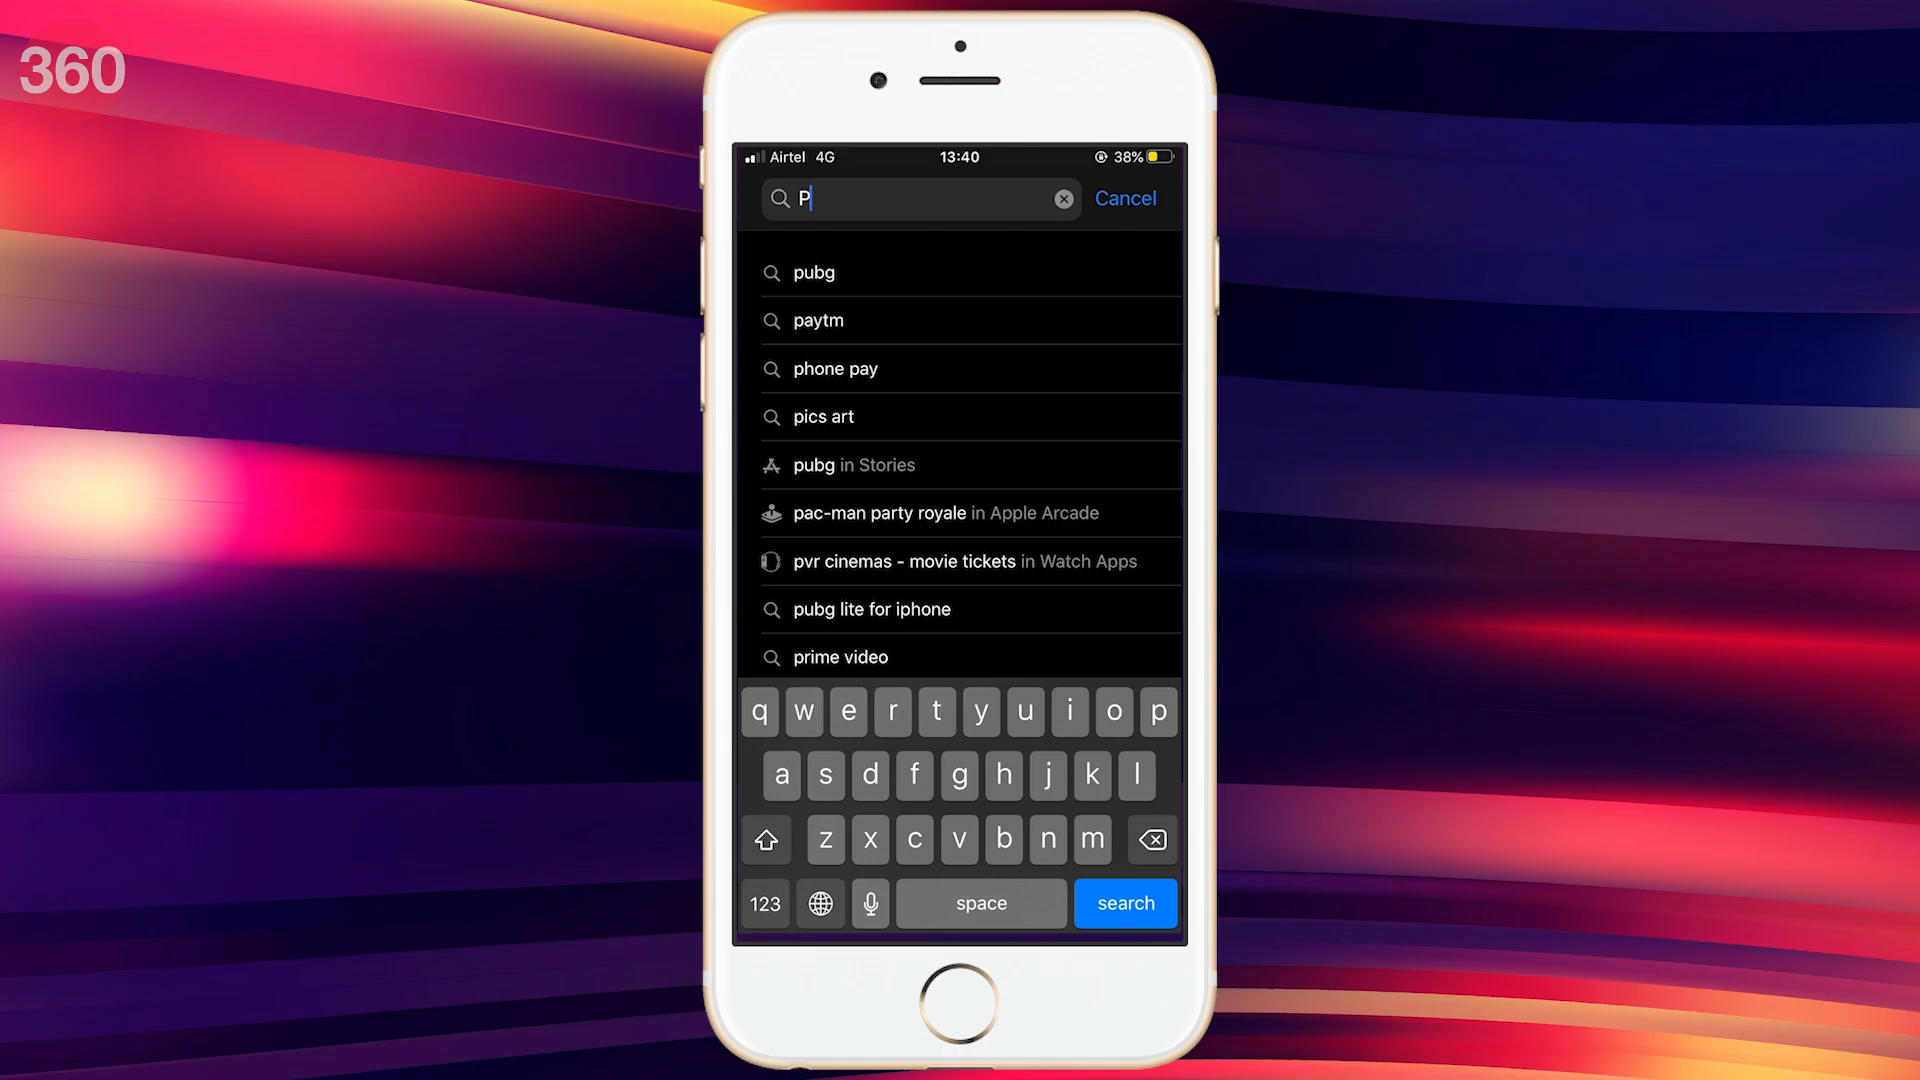 360
Airtel 4G 13:40 38%
P Cancel
pubg
paytm
phone pay
pics art
pubg in Stories
pac-man party royale in Apple Arcade
pvr cinemas - movie tickets in Watch Apps
pubg lite for iphone
prime video
q w e r t y u i o p
a s d f g h j k l
z x c v b n m
123 space search